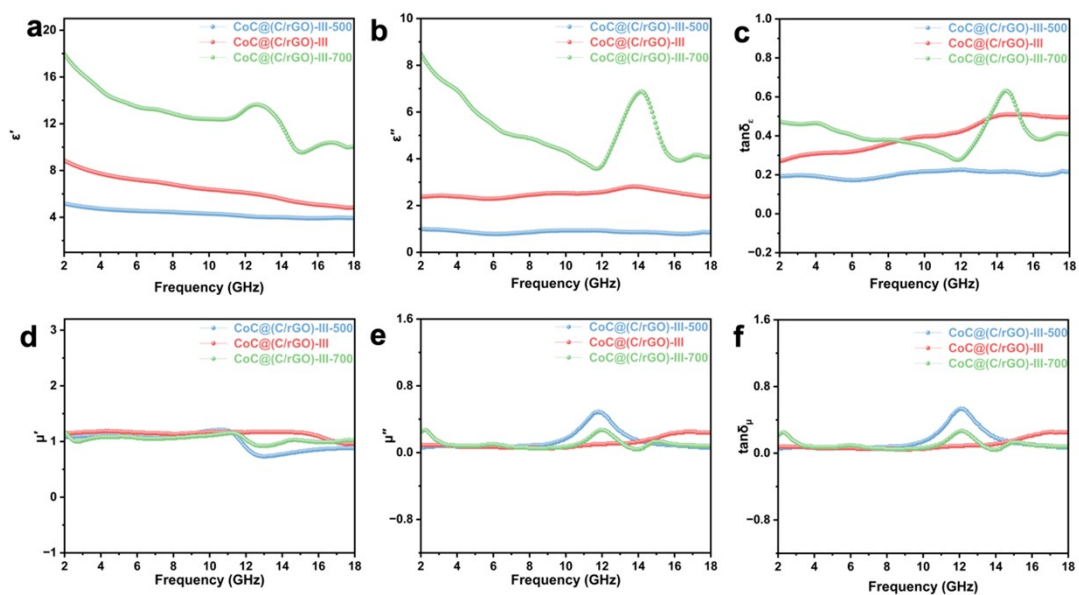 a
CoC@(C/rGO)-III-500
CoC@(C/rGO)-III
CoC@(C/rGO)-III-700
20
16
12
8
4
ε′
2 4 6 8 10 12 14 16 18
Frequency (GHz)
b
CoC@(C/rGO)-III-500
CoC@(C/rGO)-III
CoC@(C/rGO)-III-700
10
8
6
4
2
0
ε″
2 4 6 8 10 12 14 16 18
Frequency (GHz)
c
CoC@(C/rGO)-III-500
CoC@(C/rGO)-III
CoC@(C/rGO)-III-700
1.0
0.8
0.6
0.4
0.2
0.0
−0.2
tanδε
2 4 6 8 10 12 14 16 18
Frequency (GHz)
d
CoC@(C/rGO)-III-500
CoC@(C/rGO)-III
CoC@(C/rGO)-III-700
3
2
1
0
−1
μ′
2 4 6 8 10 12 14 16 18
Frequency (GHz)
e
CoC@(C/rGO)-III-500
CoC@(C/rGO)-III
CoC@(C/rGO)-III-700
1.6
0.8
0.0
−0.8
μ″
2 4 6 8 10 12 14 16 18
Frequency (GHz)
f
CoC@(C/rGO)-III-500
CoC@(C/rGO)-III
CoC@(C/rGO)-III-700
1.6
0.8
0.0
−0.8
tanδμ
2 4 6 8 10 12 14 16 18
Frequency (GHz)